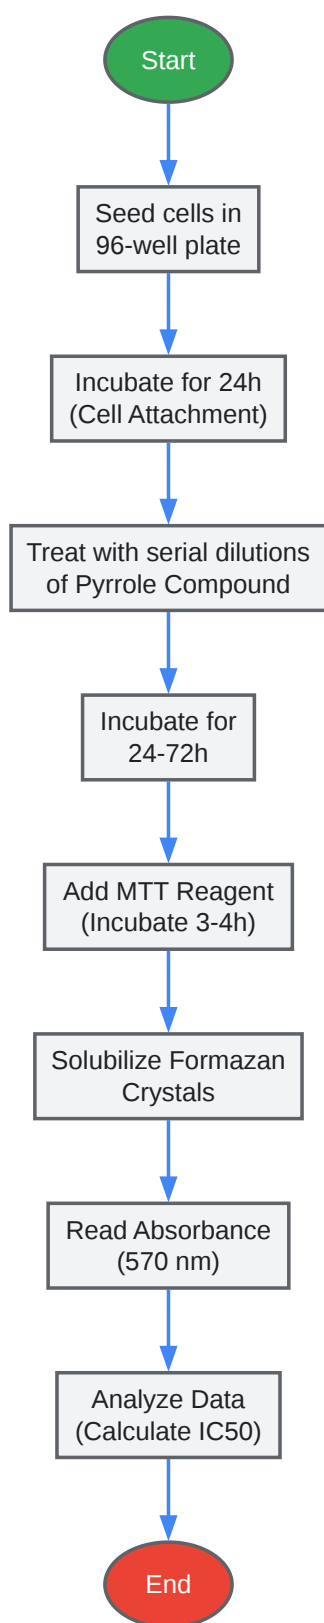 Start
Seed cells in
96-well plate
Incubate for 24h
(Cell Attachment)
Treat with serial dilutions
of Pyrrole Compound
Incubate for
24-72h
Add MTT Reagent
(Incubate 3-4h)
Solubilize Formazan
Crystals
Read Absorbance
(570 nm)
Analyze Data
(Calculate IC50)
End